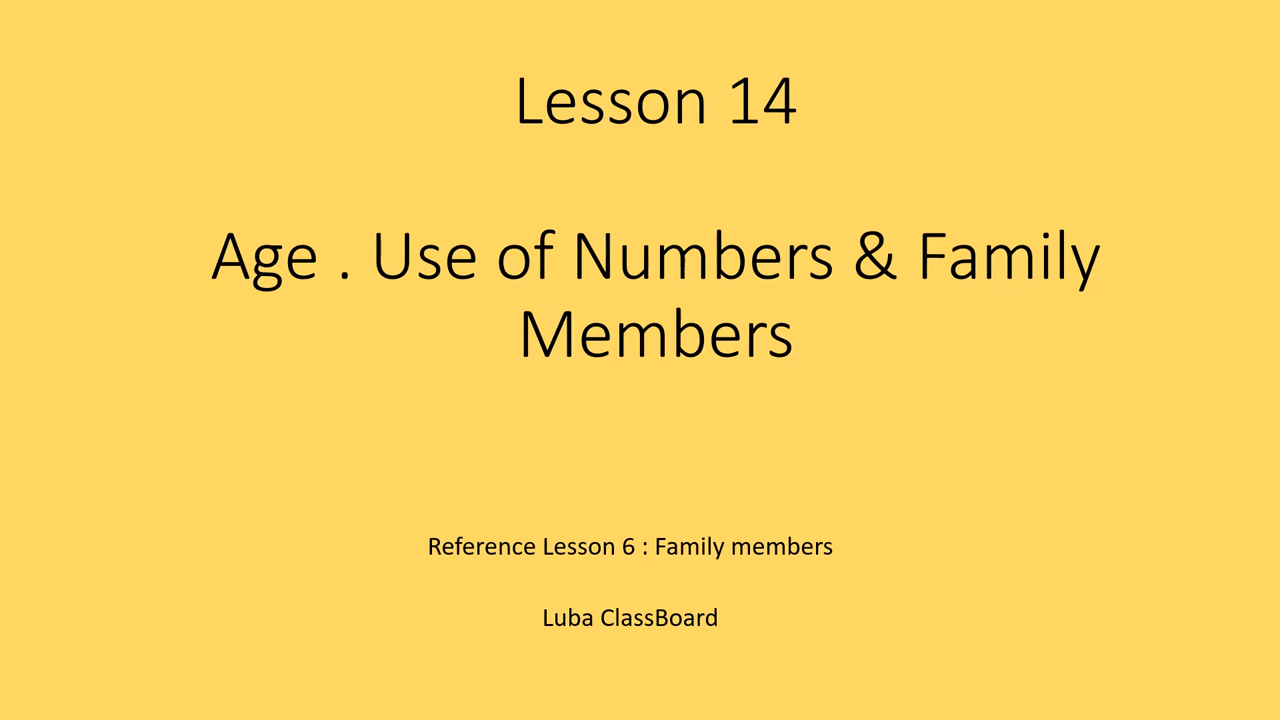 Lesson 14
Age . Use of Numbers & Family
Members
Reference Lesson 6 : Family members
Luba ClassBoard